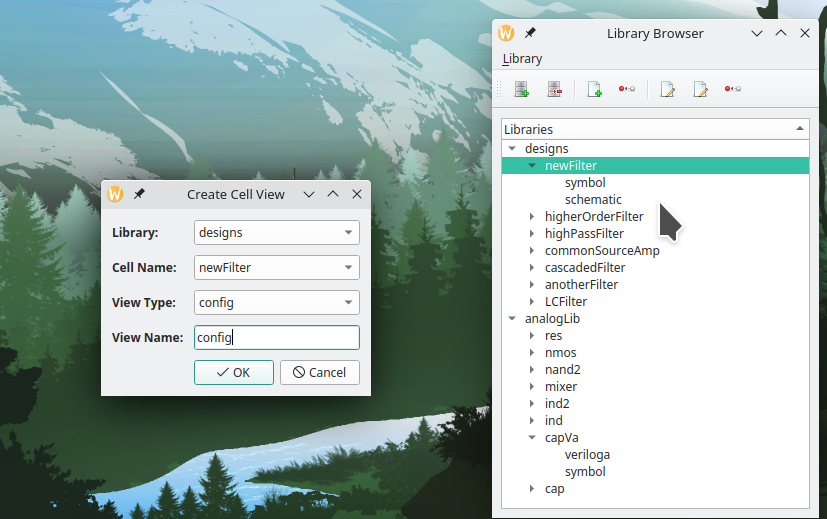 Library Browser
Library
Libraries
designs
newFilter
symbol
schematic
higherOrderFilter
highPassFilter
commonSourceAmp
cascadedFilter
anotherFilter
LCFilter
analogLib
res
nmos
nand2
mixer
ind2
ind
capVa
veriloga
symbol
cap
Create Cell View
Library: designs
Cell Name: newFilter
View Type: config
View Name: config
OK Cancel